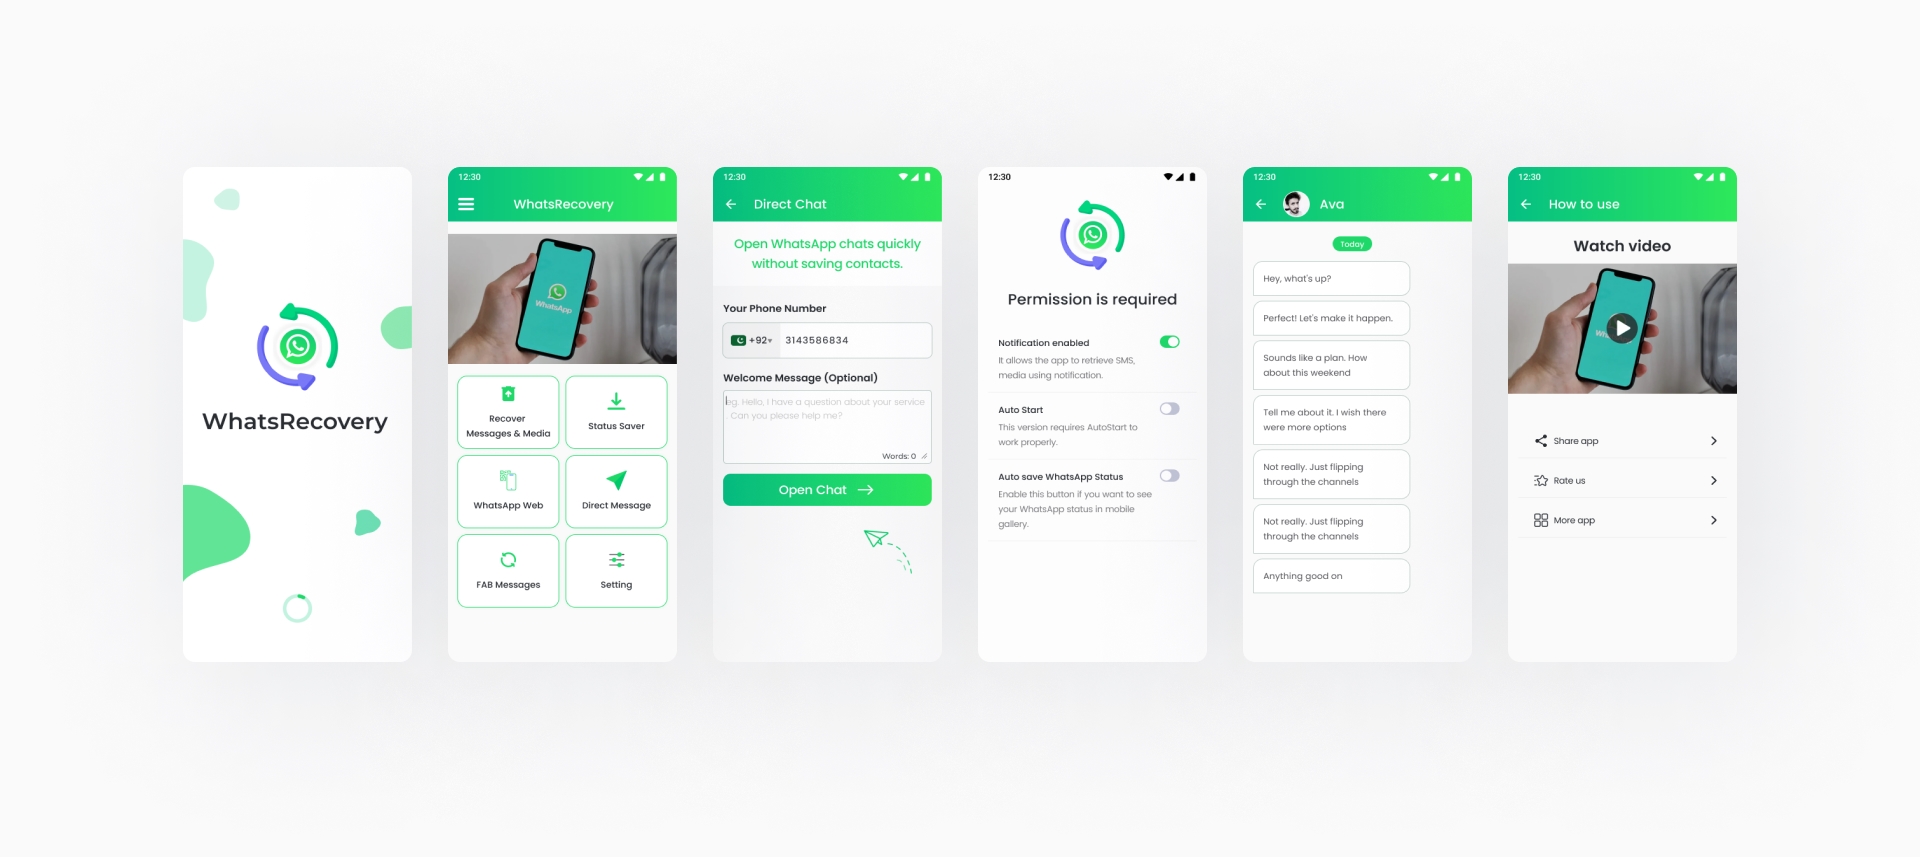 WhatsRecovery
12:30
WhatsRecovery
WhatsApp
Recover
Messages & Media
Status Saver
WhatsApp Web
Direct Message
FAB Messages
Setting
12:30
Direct Chat
Open WhatsApp chats quickly
without saving contacts.
Your Phone Number
+92
3143586834
Welcome Message (Optional)
eg. Hello, I have a question about your service
. Can you please help me?
Words: 0
Open Chat
12:30
Permission is required
Notification enabled
It allows the app to retrieve SMS,
media using notification.
Auto Start
This version requires AutoStart to
work properly.
Auto save WhatsApp Status
Enable this button if you want to see
your WhatsApp status in mobile
gallery.
12:30
Ava
Today
Hey, what's up?
Perfect! Let's make it happen.
Sounds like a plan. How
about this weekend
Tell me about it. I wish there
were more options
Not really. Just flipping
through the channels
Not really. Just flipping
through the channels
Anything good on
12:30
How to use
Watch video
Share app
Rate us
More app